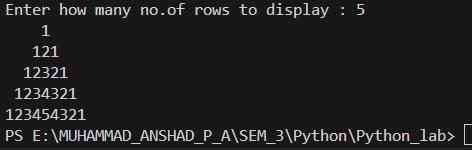 Enter how many no.of rows to display : 5
    1
   121
  12321
 1234321
123454321
PS E:\MUHAMMAD_ANSHAD_P_A\SEM_3\Python\Python_lab>